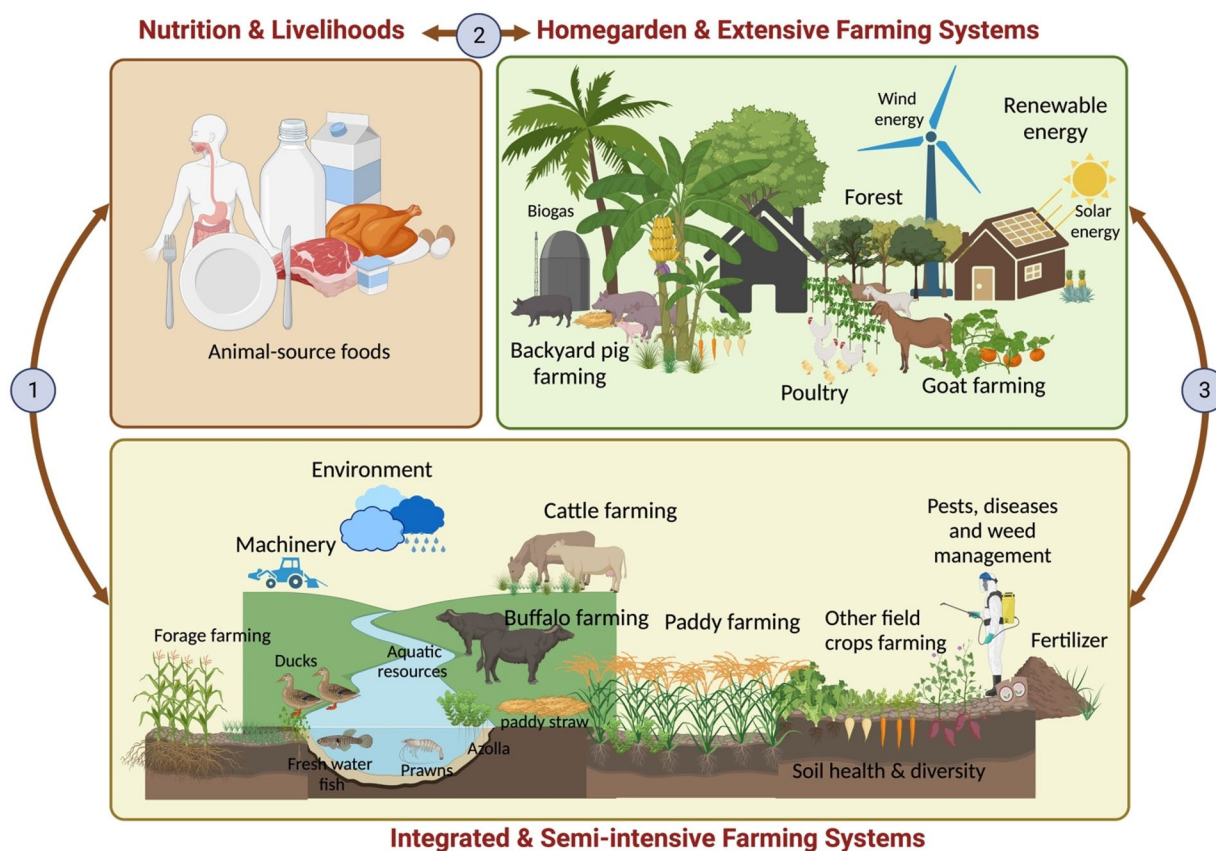 Nutrition & Livelihoods
2
Homegarden & Extensive Farming Systems
Wind
energy
Renewable
energy
Forest
Biogas
Solar
energy
Animal-source foods
Backyard pig
farming
Poultry
Goat farming
1
3
Environment
Cattle farming
Pests, diseases
and weed
management
Machinery
Buffalo farming
Paddy farming
Other field
crops farming
Forage farming
Ducks
Aquatic
resources
Fertilizer
paddy straw
Azolla
Fresh water
fish
Prawns
Soil health & diversity
Integrated & Semi-intensive Farming Systems